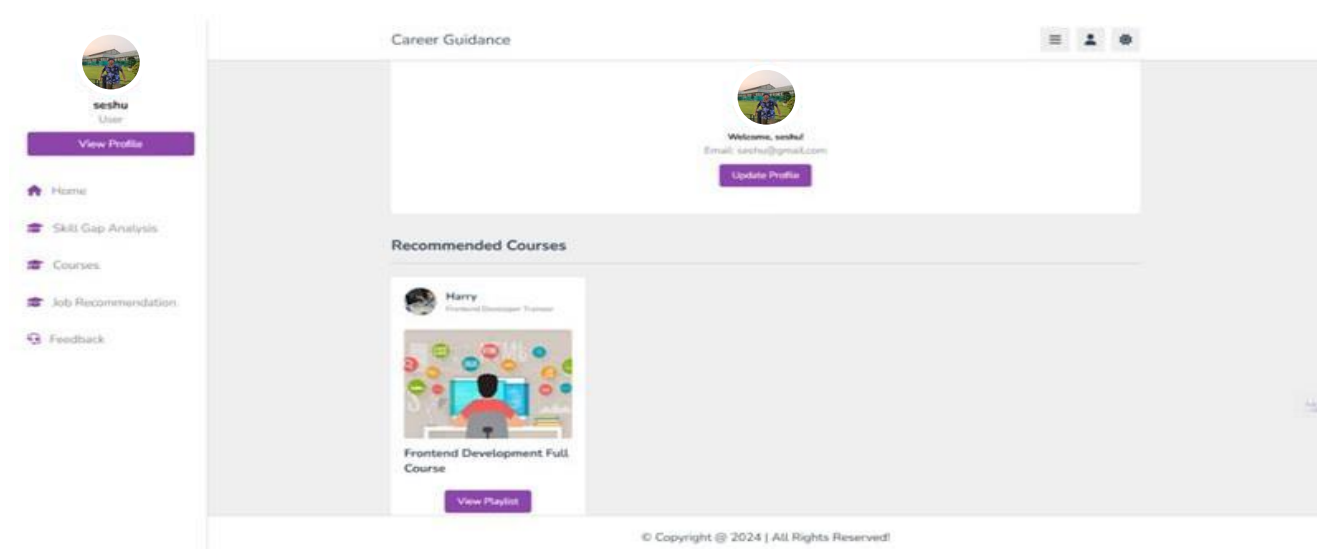 seshu
User
View Profile
Home
Skill Gap Analysis
Courses
Job Recommendation
Feedback
Career Guidance
Welcome, seshu!
Email: seshu@gmail.com
Update Profile
Recommended Courses
Harry
Frontend Developer Trainer
Frontend Development Full
Course
View Playlist
© Copyright @ 2024 | All Rights Reserved!